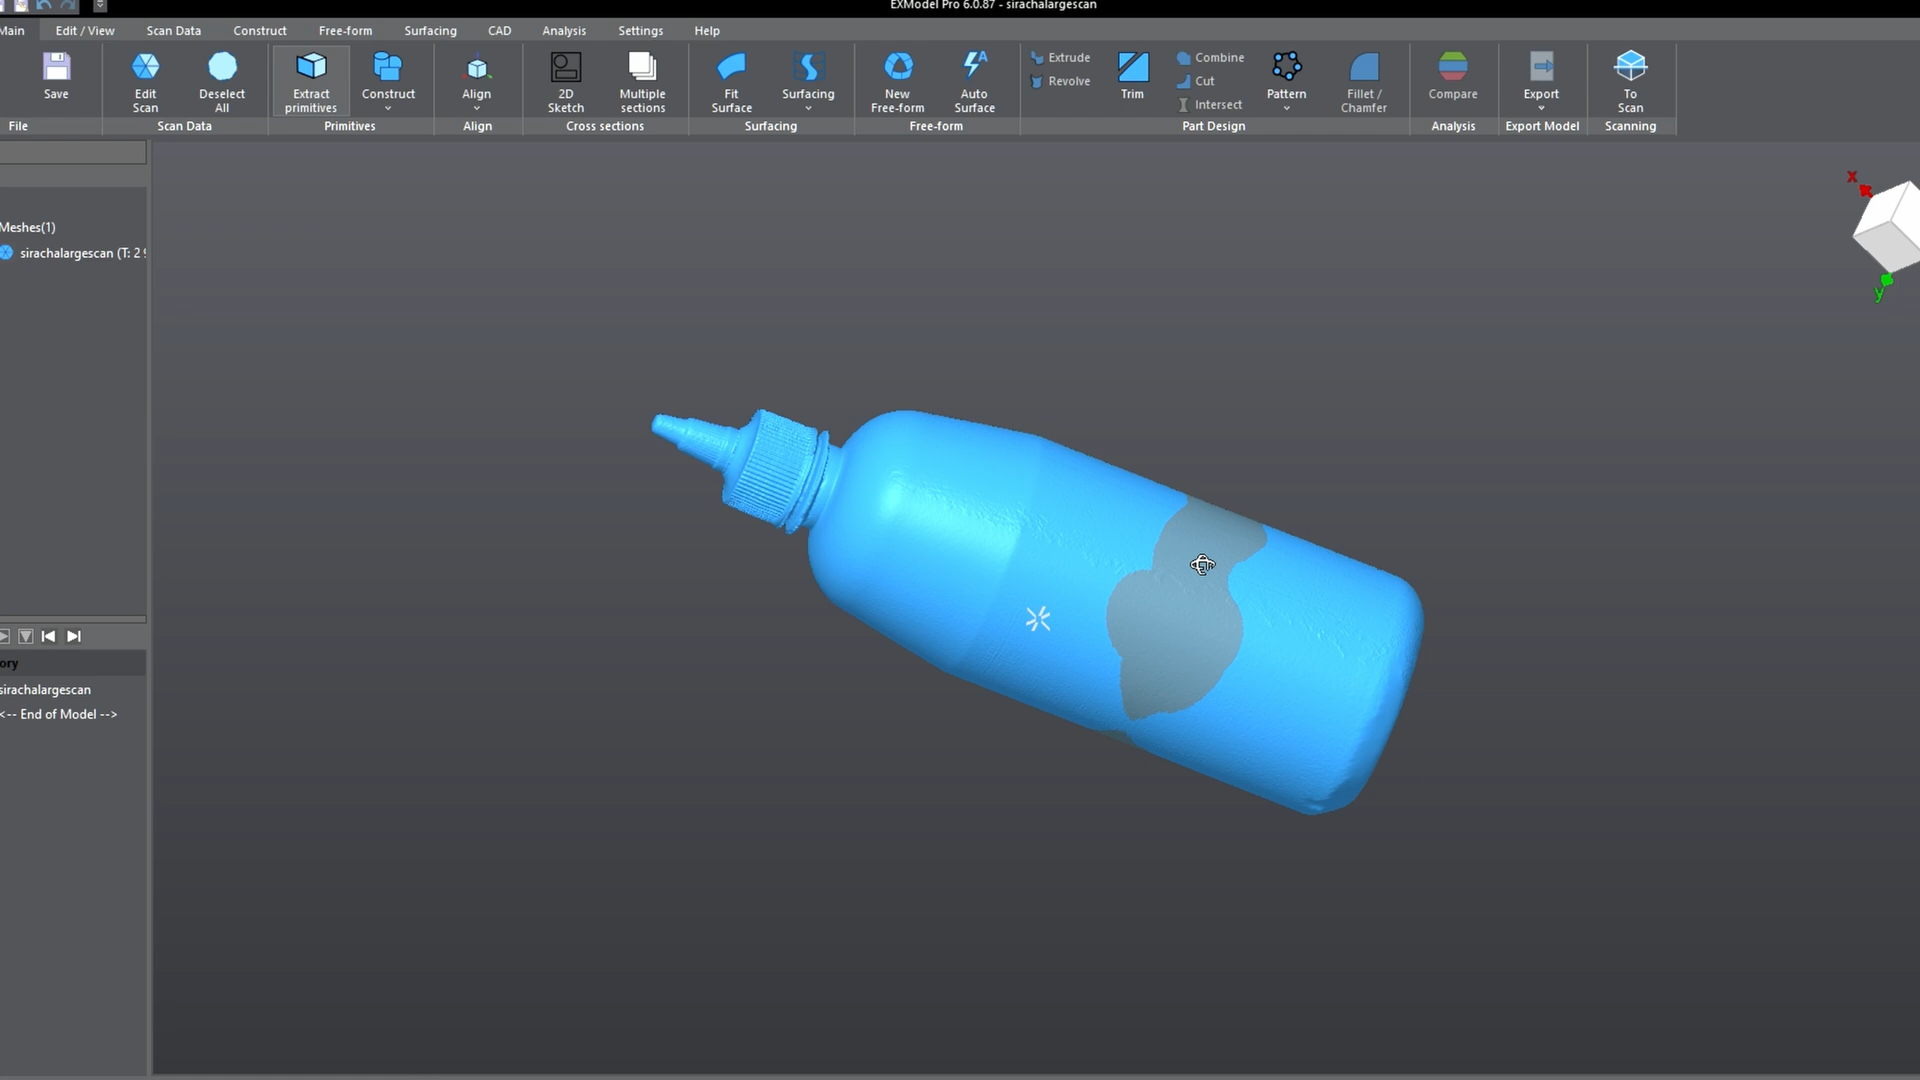 EXModel Pro 6.0.87 - sirachalargescan
Main Edit / View Scan Data Construct Free-form Surfacing CAD Analysis Settings Help
Save
Edit Scan
Deselect All
Extract primitives
Construct
Align
2D Sketch
Multiple sections
Fit Surface
Surfacing
New Free-form
Auto Surface
Extrude
Revolve
Trim
Combine
Cut
Intersect
Pattern
Fillet / Chamfer
Compare
Export
To Scan
File Scan Data Primitives Align Cross sections Surfacing Free-form Part Design Analysis Export Model Scanning
Meshes(1)
sirachalargescan (T: 2
ory
sirachalargescan
<-- End of Model -->
x
y